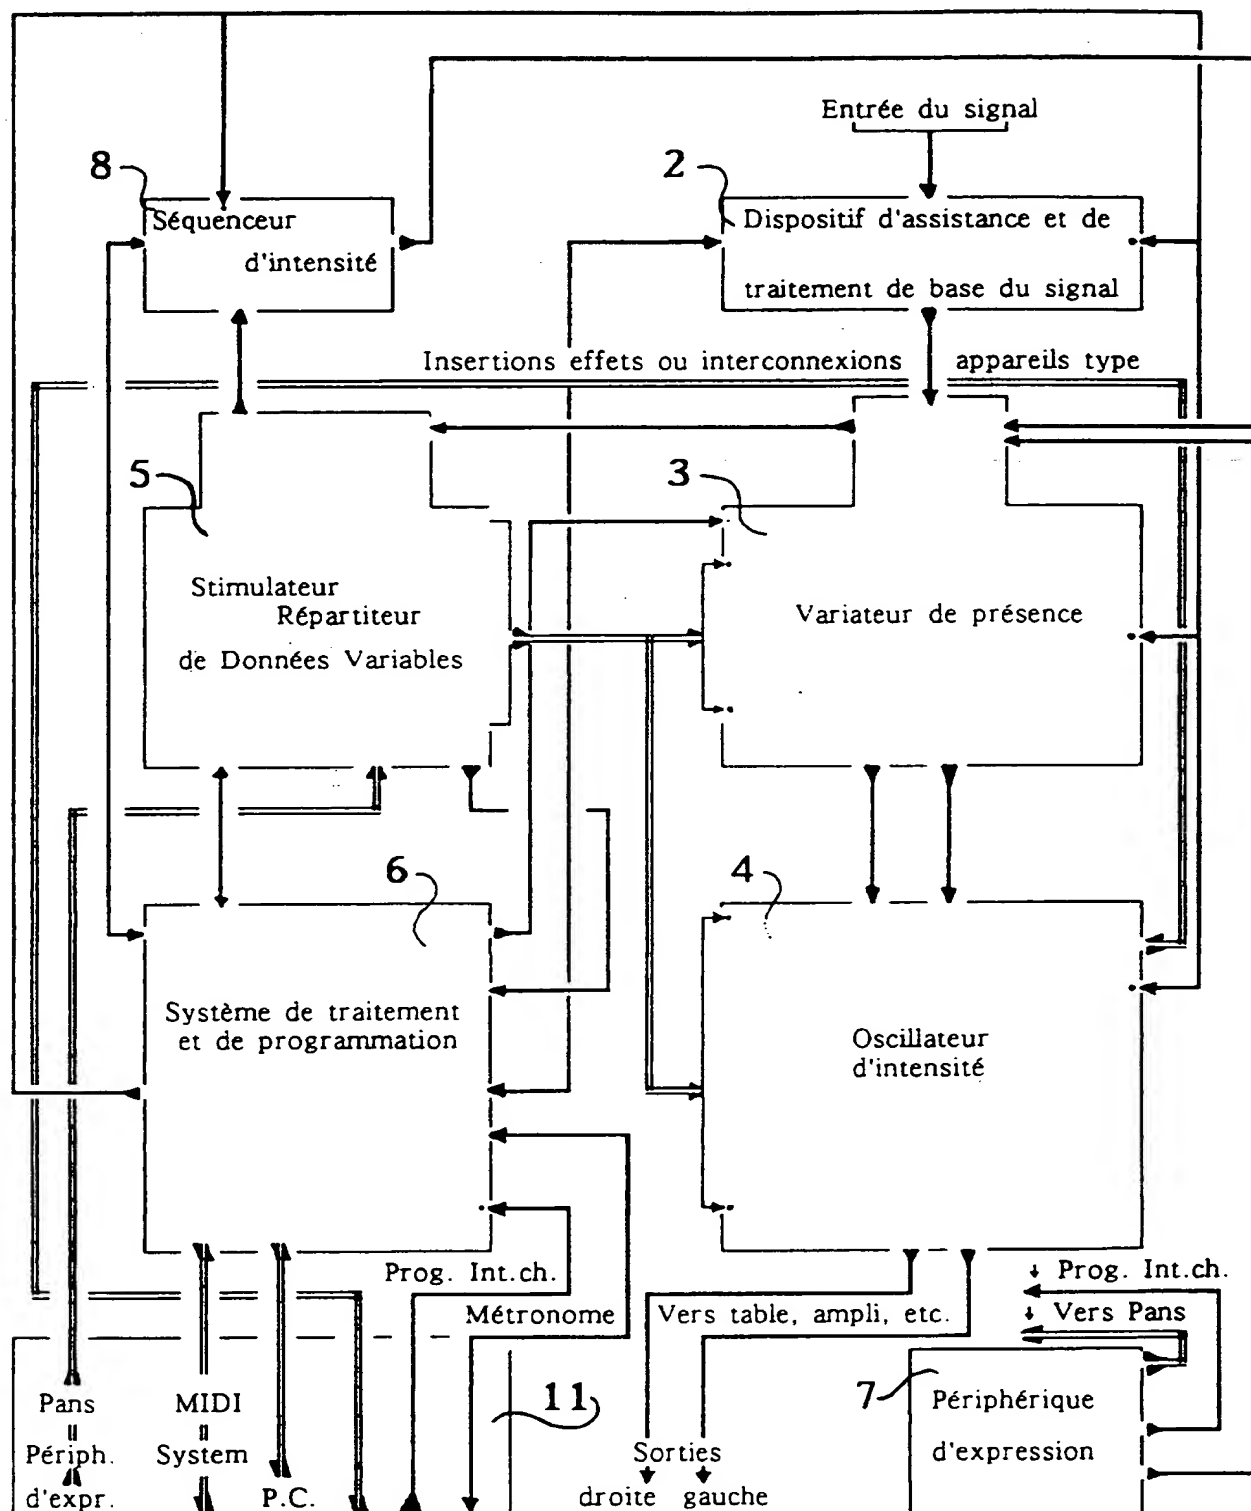 Entrée du signal
8
2
Séquenceur
d'intensité
Dispositif d'assistance et de
traitement de base du signal
Insertions effets ou interconnexions appareils type
5
3
Stimulateur
Répartiteur
de Données Variables
Variateur de présence
6
4
Système de traitement
et de programmation
Oscillateur
d'intensité
Prog. Int.ch.
Métronome
Vers table, ampli, etc.
Prog. Int.ch.
Vers Pans
7
11
Pans
Périph.
d'expr.
MIDI
System
P.C.
Sorties
droite gauche
Périphérique
d'expression